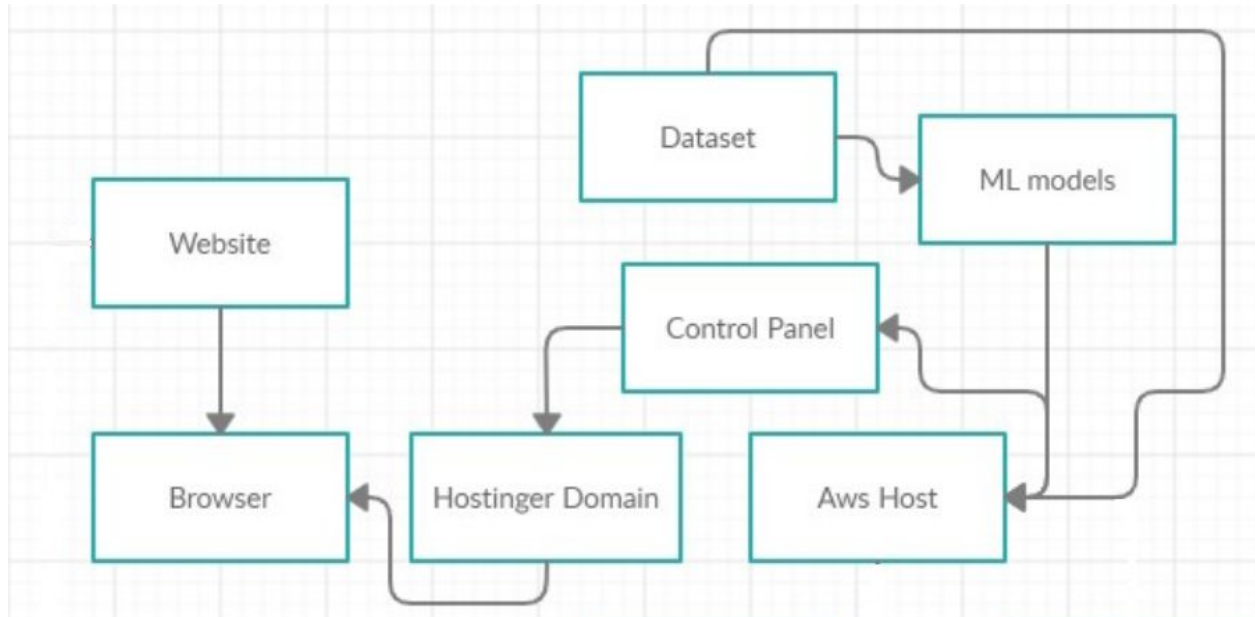 Dataset
ML models
Website
Control Panel
Browser
Hostinger Domain
Aws Host